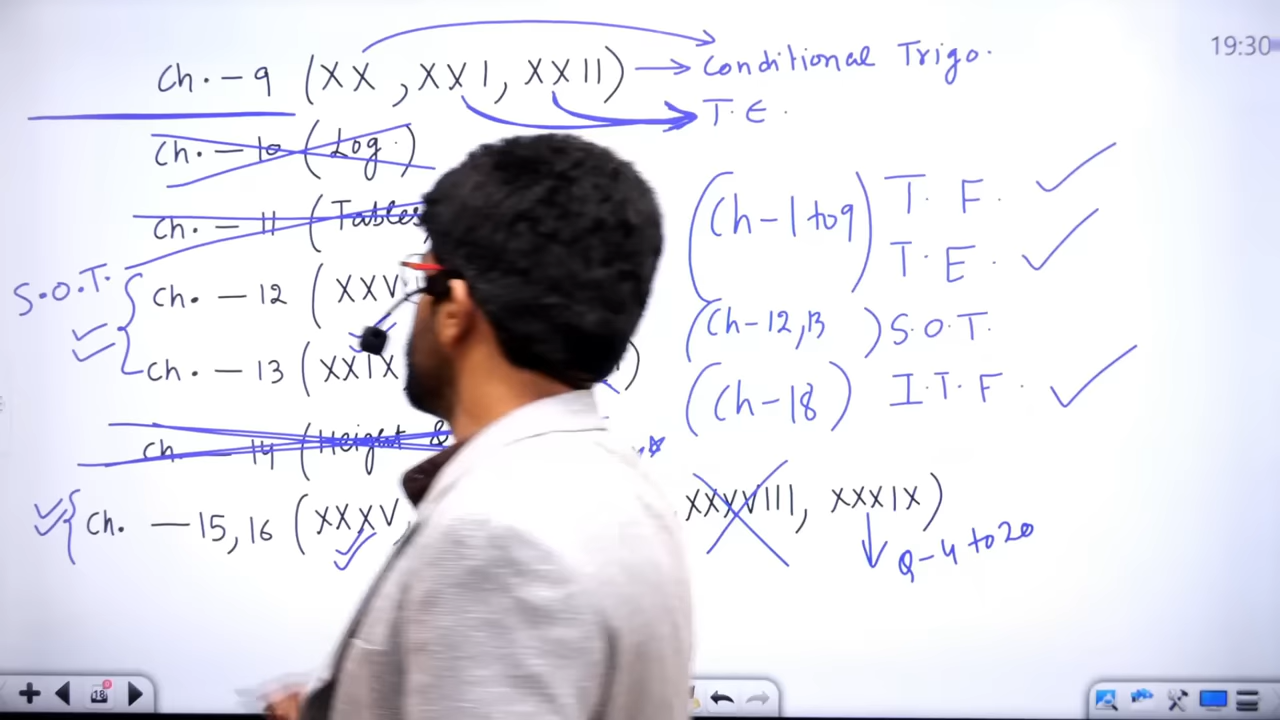 19:30
Ch. - 9 (XX, XXI, XXII) → Conditional Trigo.
T. E.
Ch. - 10 (Log.)
Ch. - 11 (Tables
(Ch-1 to 9) T. F.
T. E.
S.O.T.
Ch. - 12 (
(Ch-12, 13) S.O.T.
Ch. - 13 (XXIX
(Ch-18) I.T.F.
Ch. - 14 (Height &
Ch. - 15, 16 (XXXV, XXXVIII, XXXIX)
Q-4 to 20
18